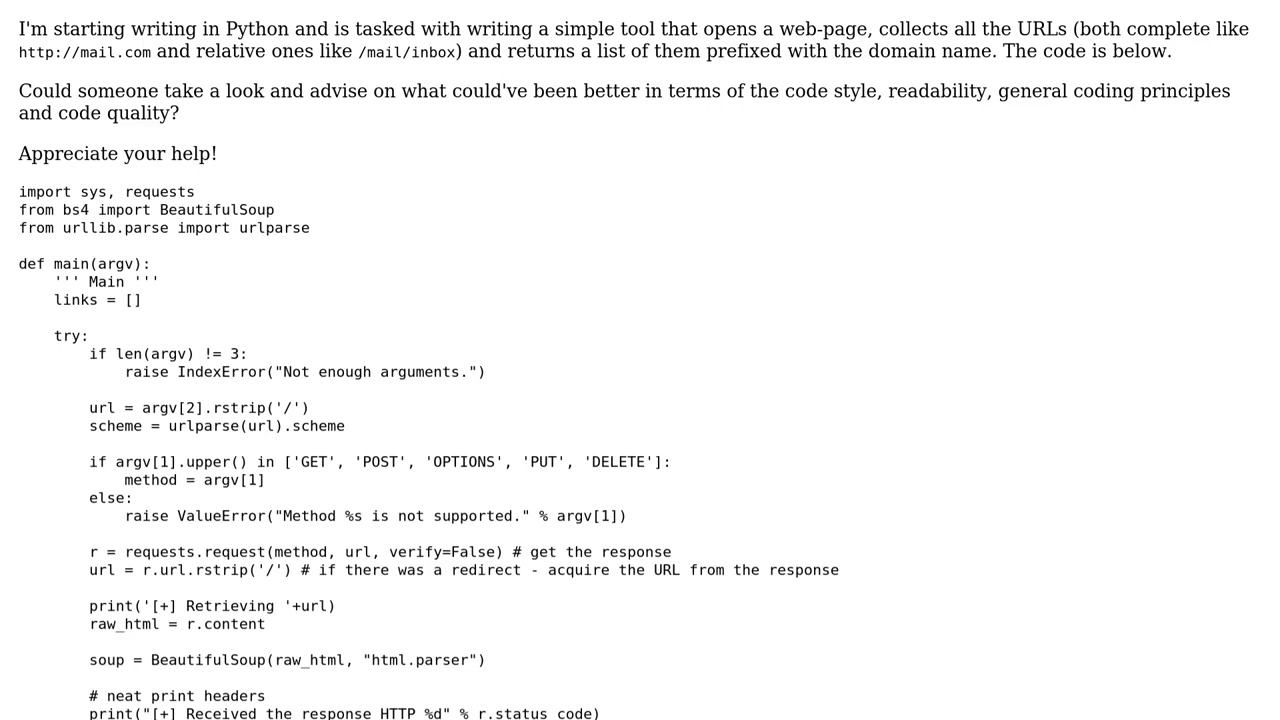 I'm starting writing in Python and is tasked with writing a simple tool that opens a web-page, collects all the URLs (both complete like
http://mail.com and relative ones like /mail/inbox) and returns a list of them prefixed with the domain name. The code is below.
Could someone take a look and advise on what could've been better in terms of the code style, readability, general coding principles
and code quality?
Appreciate your help!
import sys, requests
from bs4 import BeautifulSoup
from urllib.parse import urlparse
def main(argv):
    ''' Main '''
    links = []
    try:
        if len(argv) != 3:
            raise IndexError("Not enough arguments.")
        url = argv[2].rstrip('/')
        scheme = urlparse(url).scheme
        if argv[1].upper() in ['GET', 'POST', 'OPTIONS', 'PUT', 'DELETE']:
            method = argv[1]
        else:
            raise ValueError("Method %s is not supported." % argv[1])
        r = requests.request(method, url, verify=False) # get the response
        url = r.url.rstrip('/') # if there was a redirect - acquire the URL from the response
        print('[+] Retrieving '+url)
        raw_html = r.content
        soup = BeautifulSoup(raw_html, "html.parser")
        # neat print headers
        print("[+] Received the response HTTP %d" % r.status_code)